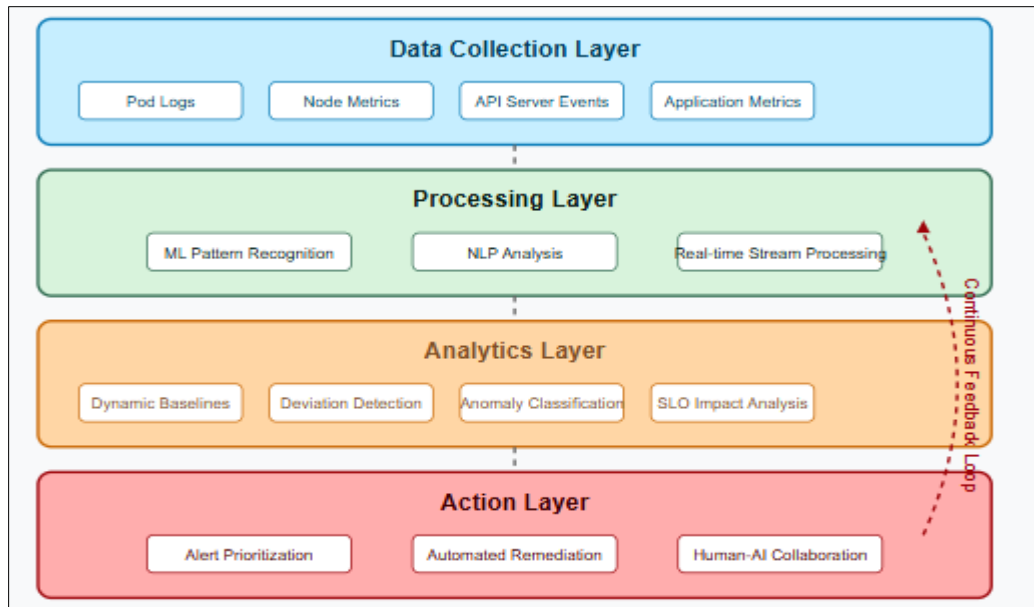 Data Collection Layer
Pod Logs
Node Metrics
API Server Events
Application Metrics
Processing Layer
ML Pattern Recognition
NLP Analysis
Real-time Stream Processing
Continuous Feedback Loop
Analytics Layer
Dynamic Baselines
Deviation Detection
Anomaly Classification
SLO Impact Analysis
Action Layer
Alert Prioritization
Automated Remediation
Human-AI Collaboration